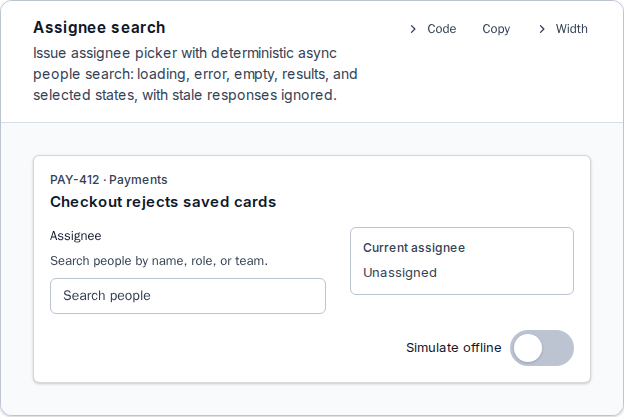 Assignee search
Code
Copy
Width
Issue assignee picker with deterministic async
people search: loading, error, empty, results, and
selected states, with stale responses ignored.
PAY-412 · Payments
Checkout rejects saved cards
Assignee
Search people by name, role, or team.
Search people
Current assignee
Unassigned
Simulate offline